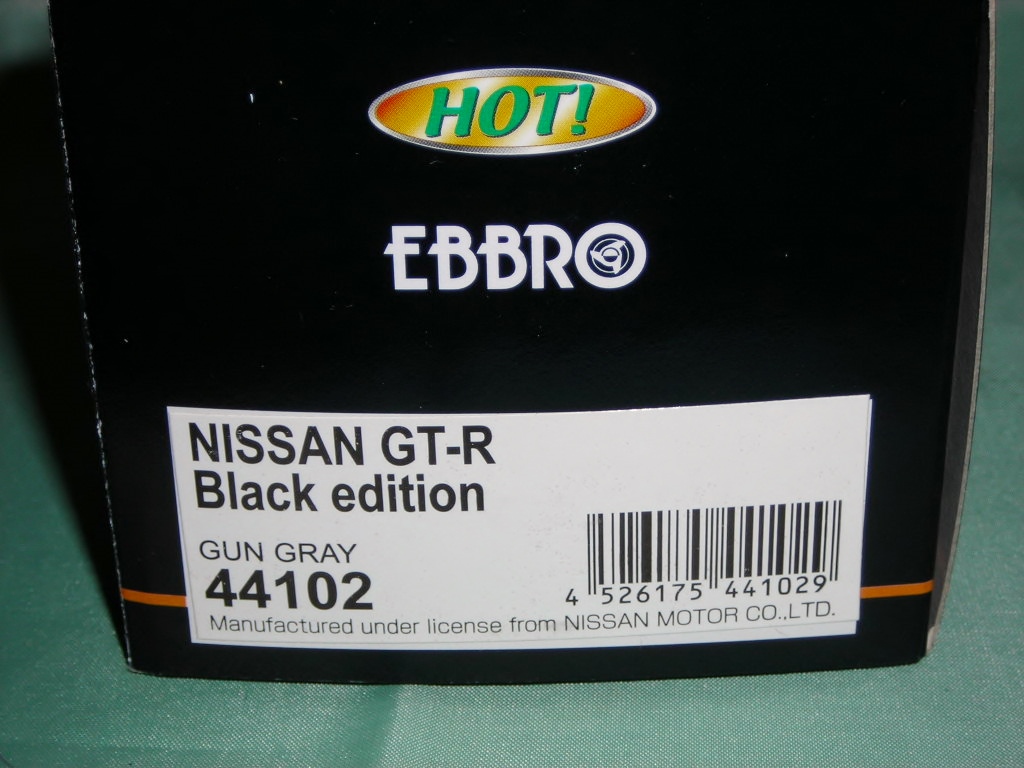 HOT!
EBBRO
NISSAN GT-R
Black edition
GUN GRAY
44102
4 526175 441029
Manufactured under license from NISSAN MOTOR CO.,LTD.